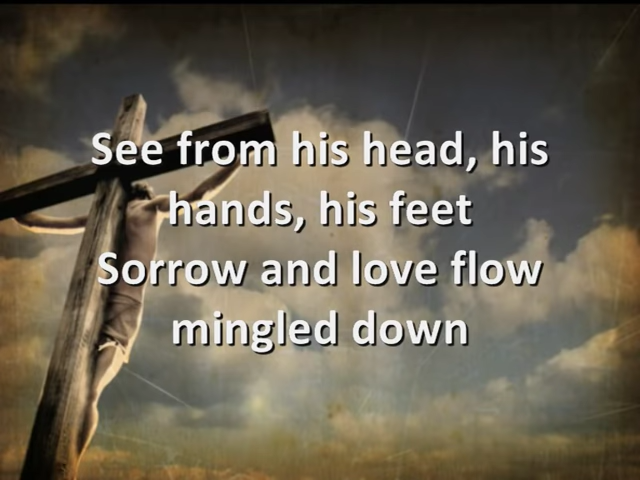 See from his head, his
hands, his feet
Sorrow and love flow
mingled down